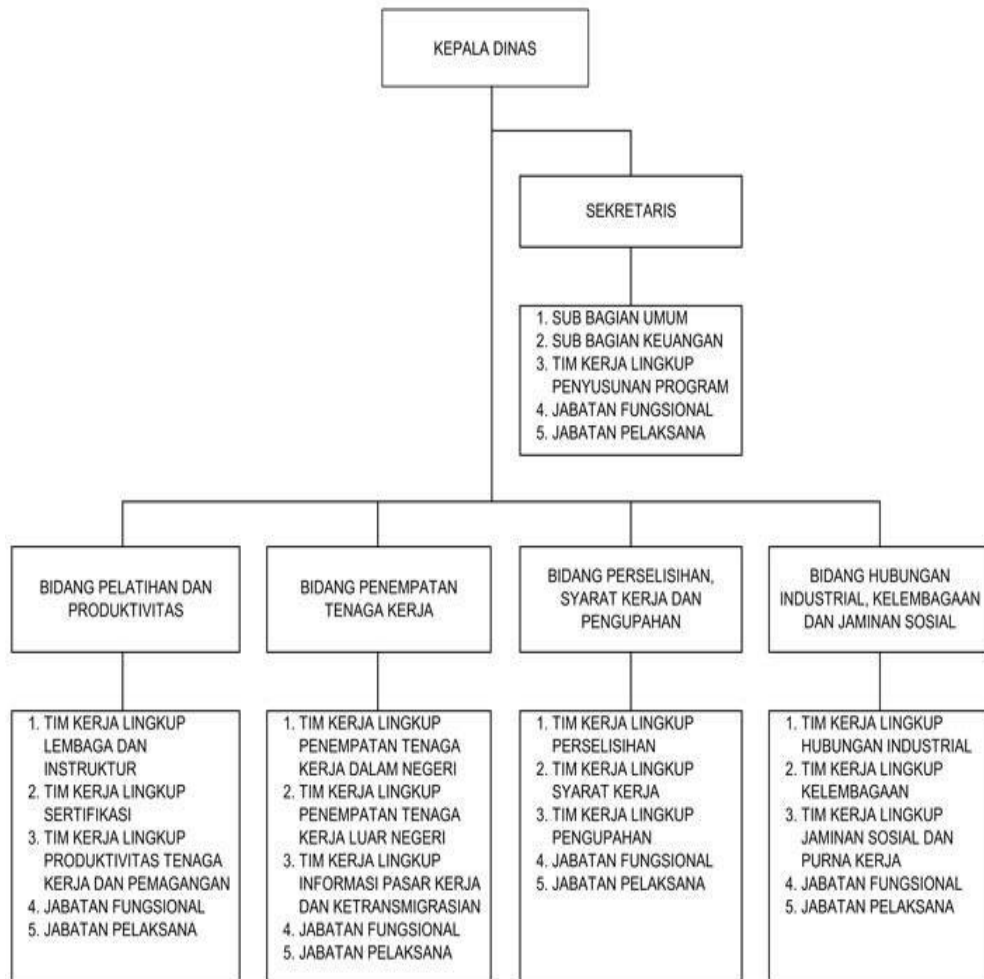 KEPALA DINAS
SEKRETARIS
1. SUB BAGIAN UMUM
2. SUB BAGIAN KEUANGAN
3. TIM KERJA LINGKUP
PENYUSUNAN PROGRAM
4. JABATAN FUNGSIONAL
5. JABATAN PELAKSANA
BIDANG PELATIHAN DAN
PRODUKTIVITAS
BIDANG PENEMPATAN
TENAGA KERJA
BIDANG PERSELISIHAN,
SYARAT KERJA DAN
PENGUPAHAN
BIDANG HUBUNGAN
INDUSTRIAL, KELEMBAGAAN
DAN JAMINAN SOSIAL
1. TIM KERJA LINGKUP
LEMBAGA DAN
INSTRUKTUR
2. TIM KERJA LINGKUP
SERTIFIKASI
3. TIM KERJA LINGKUP
PRODUKTIVITAS TENAGA
KERJA DAN PEMAGANGAN
4. JABATAN FUNGSIONAL
5. JABATAN PELAKSANA
1. TIM KERJA LINGKUP
PENEMPATAN TENAGA
KERJA DALAM NEGERI
2. TIM KERJA LINGKUP
PENEMPATAN TENAGA
KERJA LUAR NEGERI
3. TIM KERJA LINGKUP
INFORMASI PASAR KERJA
DAN KETRANSMIGRASIAN
4. JABATAN FUNGSIONAL
5. JABATAN PELAKSANA
1. TIM KERJA LINGKUP
PERSELISIHAN
2. TIM KERJA LINGKUP
SYARAT KERJA
3. TIM KERJA LINGKUP
PENGUPAHAN
4. JABATAN FUNGSIONAL
5. JABATAN PELAKSANA
1. TIM KERJA LINGKUP
HUBUNGAN INDUSTRIAL
2. TIM KERJA LINGKUP
KELEMBAGAAN
3. TIM KERJA LINGKUP
JAMINAN SOSIAL DAN
PURNA KERJA
4. JABATAN FUNGSIONAL
5. JABATAN PELAKSANA